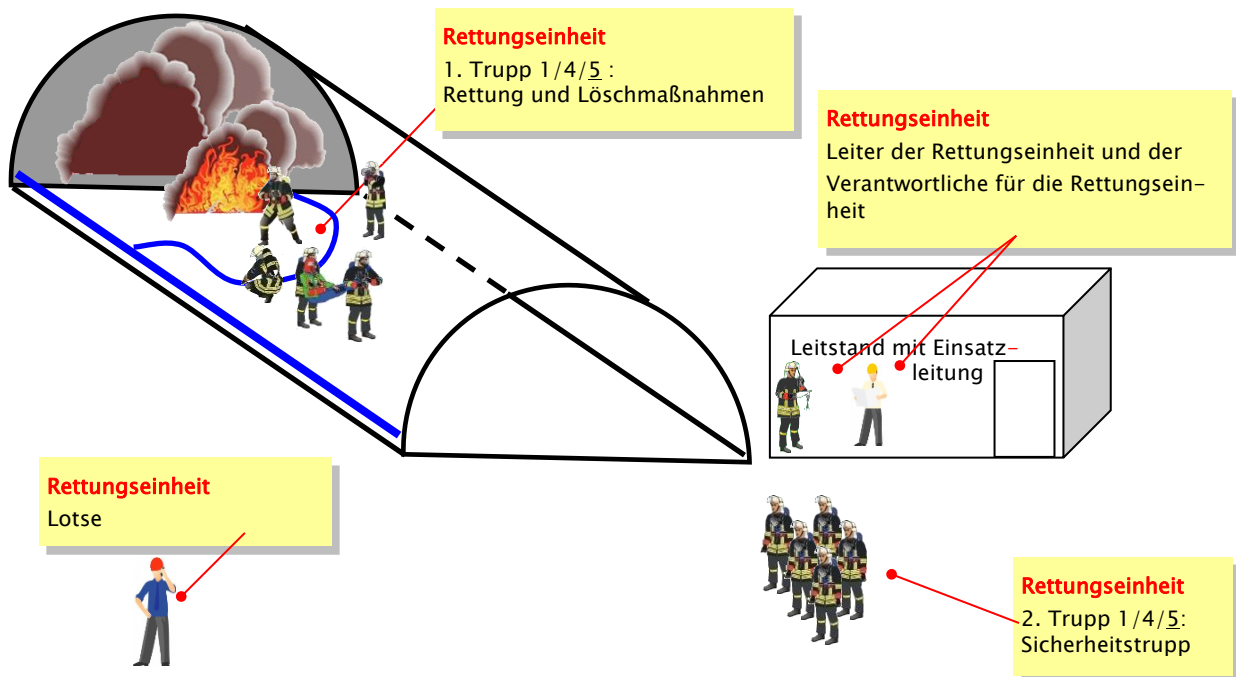 Rettungseinheit
1. Trupp 1/4/5 :
Rettung und Löschmaßnahmen
Rettungseinheit
Leiter der Rettungseinheit und der
Verantwortliche für die Rettungsein-
heit
Leitstand mit Einsatz-
leitung
Rettungseinheit
Lotse
Rettungseinheit
2. Trupp 1/4/5:
Sicherheitstrupp